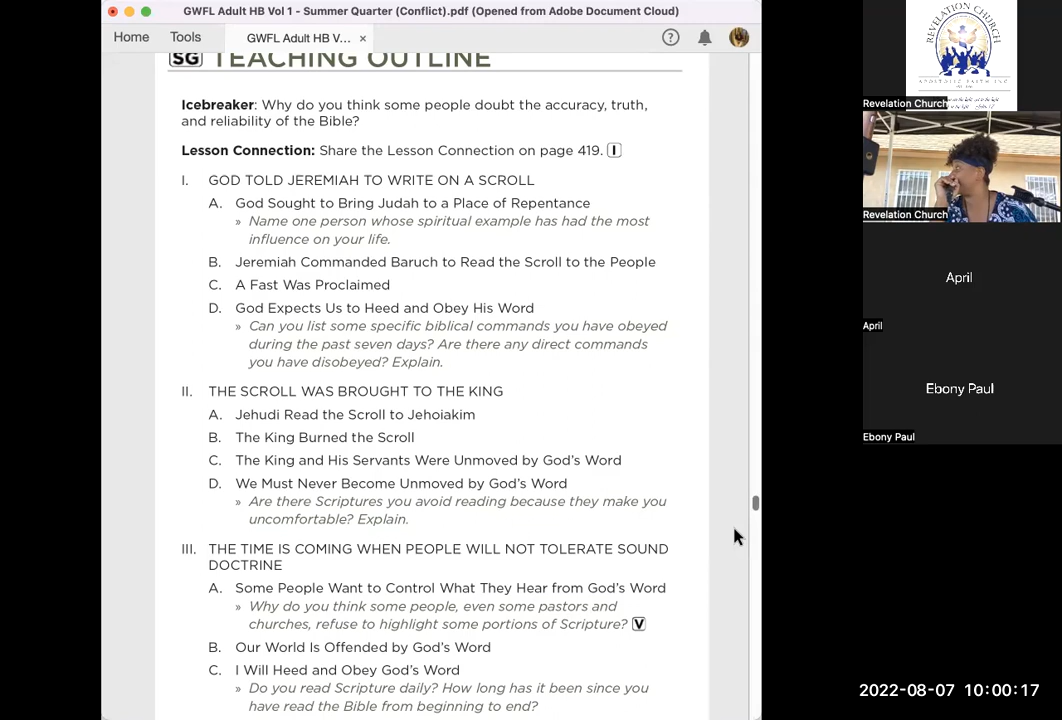 GWFL Adult HB Vol 1 - Summer Quarter (Conflict).pdf (Opened from Adobe Document Cloud)
Home Tools GWFL Adult HB V... ×
SG TEACHING OUTLINE
Icebreaker: Why do you think some people doubt the accuracy, truth,
and reliability of the Bible?
Lesson Connection: Share the Lesson Connection on page 419. I
I. GOD TOLD JEREMIAH TO WRITE ON A SCROLL
A. God Sought to Bring Judah to a Place of Repentance
» Name one person whose spiritual example has had the most
influence on your life.
B. Jeremiah Commanded Baruch to Read the Scroll to the People
C. A Fast Was Proclaimed
D. God Expects Us to Heed and Obey His Word
» Can you list some specific biblical commands you have obeyed
during the past seven days? Are there any direct commands
you have disobeyed? Explain.
II. THE SCROLL WAS BROUGHT TO THE KING
A. Jehudi Read the Scroll to Jehoiakim
B. The King Burned the Scroll
C. The King and His Servants Were Unmoved by God's Word
D. We Must Never Become Unmoved by God's Word
» Are there Scriptures you avoid reading because they make you
uncomfortable? Explain.
III. THE TIME IS COMING WHEN PEOPLE WILL NOT TOLERATE SOUND
DOCTRINE
A. Some People Want to Control What They Hear from God's Word
» Why do you think some people, even some pastors and
churches, refuse to highlight some portions of Scripture? V
B. Our World Is Offended by God's Word
C. I Will Heed and Obey God's Word
» Do you read Scripture daily? How long has it been since you
have read the Bible from beginning to end?
REVELATION CHURCH
Revelation Church
Revelation Church
April
April
Ebony Paul
Ebony Paul
2022-08-07 10:00:17